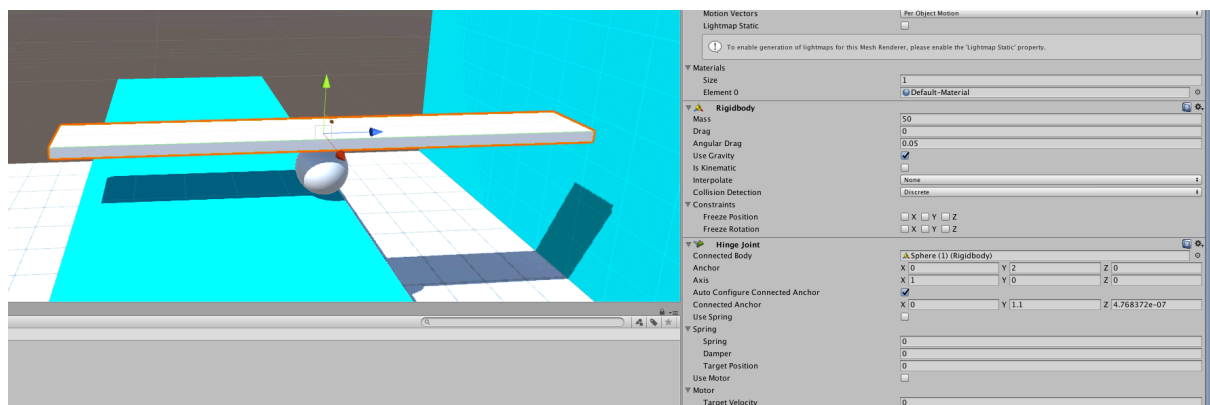 Motion Vectors Per Object Motion
Lightmap Static
To enable generation of lightmaps for this Mesh Renderer, please enable the 'Lightmap Static' property.
Materials
Size 1
Element 0 Default-Material
Rigidbody
Mass 50
Drag 0
Angular Drag 0.05
Use Gravity
Is Kinematic
Interpolate None
Collision Detection Discrete
Constraints
Freeze Position X Y Z
Freeze Rotation X Y Z
Hinge Joint
Connected Body Sphere (1) (Rigidbody)
Anchor X 0 Y 2 Z 0
Axis X 1 Y 0 Z 0
Auto Configure Connected Anchor
Connected Anchor X 0 Y 1.1 Z 4.768372e-07
Use Spring
Spring
Spring 0
Damper 0
Target Position 0
Use Motor
Motor
Target Velocity 0